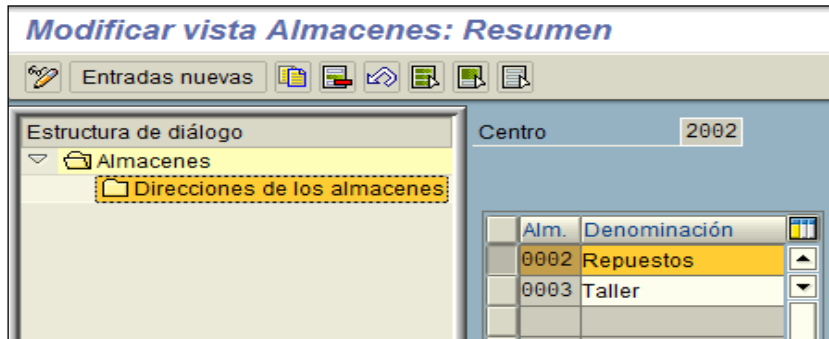 Modificar vista Almacenes: Resumen
Entradas nuevas
Estructura de diálogo
Almacenes
Direcciones de los almacenes
Centro 2002
Alm. Denominación
0002 Repuestos
0003 Taller